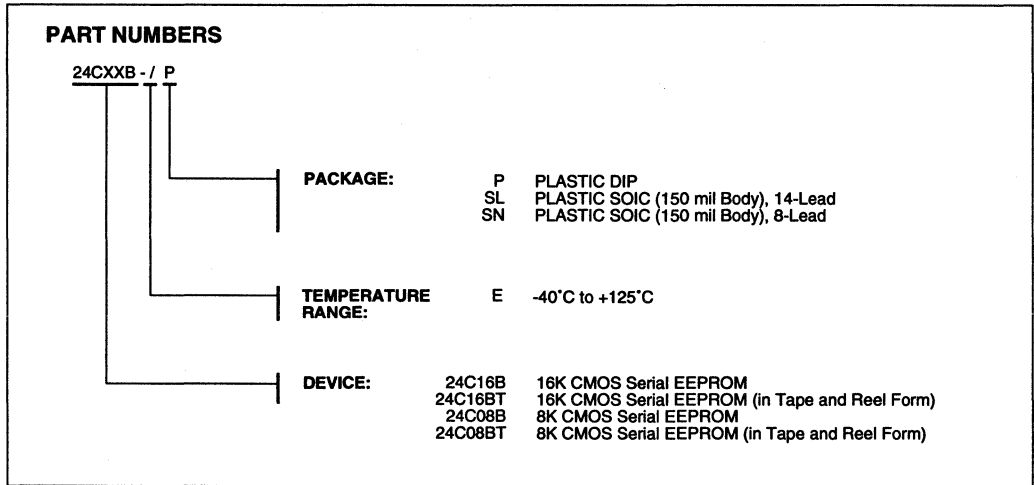 PART NUMBERS
24CXXB - / P
PACKAGE: P PLASTIC DIP
SL PLASTIC SOIC (150 mil Body), 14-Lead
SN PLASTIC SOIC (150 mil Body), 8-Lead
TEMPERATURE E -40°C to +125°C
RANGE:
DEVICE: 24C16B 16K CMOS Serial EEPROM
24C16BT 16K CMOS Serial EEPROM (in Tape and Reel Form)
24C08B 8K CMOS Serial EEPROM
24C08BT 8K CMOS Serial EEPROM (in Tape and Reel Form)